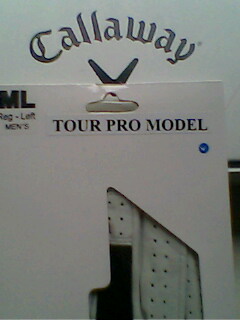 Callaway
ML
Reg - Left
MEN'S
TOUR PRO MODEL